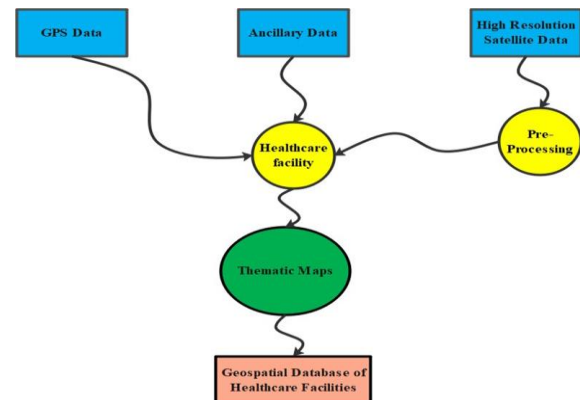 GPS Data
Ancillary Data
High Resolution
Satellite Data
Healthcare
facility
Pre-
Processing
Thematic Maps
Geospatial Database of
Healthcare Facilities